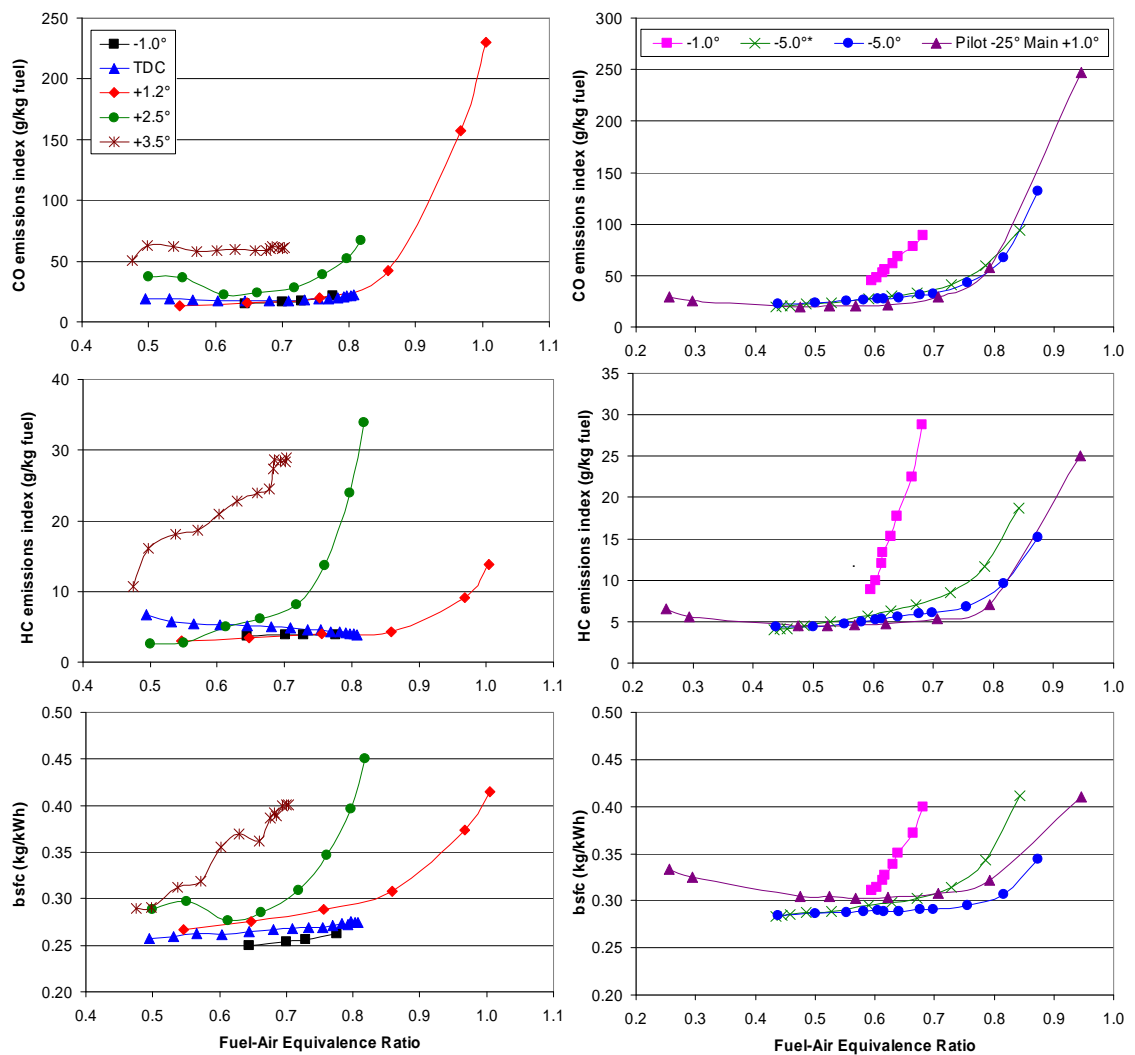 CO emissions index (g/kg fuel)
250
200
150
100
50
0
-1.0°
TDC
+1.2°
+2.5°
+3.5°
0.4 0.5 0.6 0.7 0.8 0.9 1.0 1.1
CO emissions index (g/kg fuel)
300
250
200
150
100
50
0
-1.0° -5.0°* -5.0° Pilot -25° Main +1.0°
0.2 0.3 0.4 0.5 0.6 0.7 0.8 0.9 1.0
HC emissions index (g/kg fuel)
40
30
20
10
0
0.4 0.5 0.6 0.7 0.8 0.9 1.0 1.1
HC emissions index (g/kg fuel)
35
30
25
20
15
10
5
0
0.2 0.3 0.4 0.5 0.6 0.7 0.8 0.9 1.0
bsfc (kg/kWh)
0.50
0.45
0.40
0.35
0.30
0.25
0.20
0.4 0.5 0.6 0.7 0.8 0.9 1.0 1.1
Fuel-Air Equivalence Ratio
bsfc (kg/kWh)
0.50
0.45
0.40
0.35
0.30
0.25
0.20
0.2 0.3 0.4 0.5 0.6 0.7 0.8 0.9 1.0
Fuel-Air Equivalence Ratio